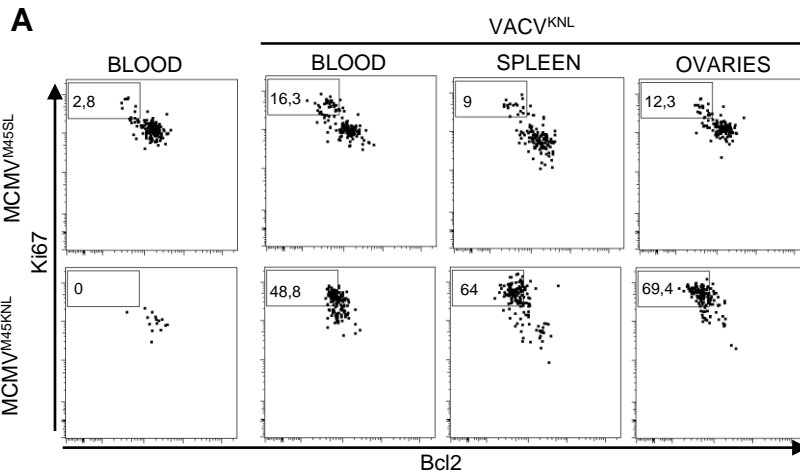 A
VACV^KNL
BLOOD BLOOD SPLEEN OVARIES
MCMV^M45SL
2,8 16,3 9 12,3
Ki67
MCMV^M45KNL
0 48,8 64 69,4
Bcl2